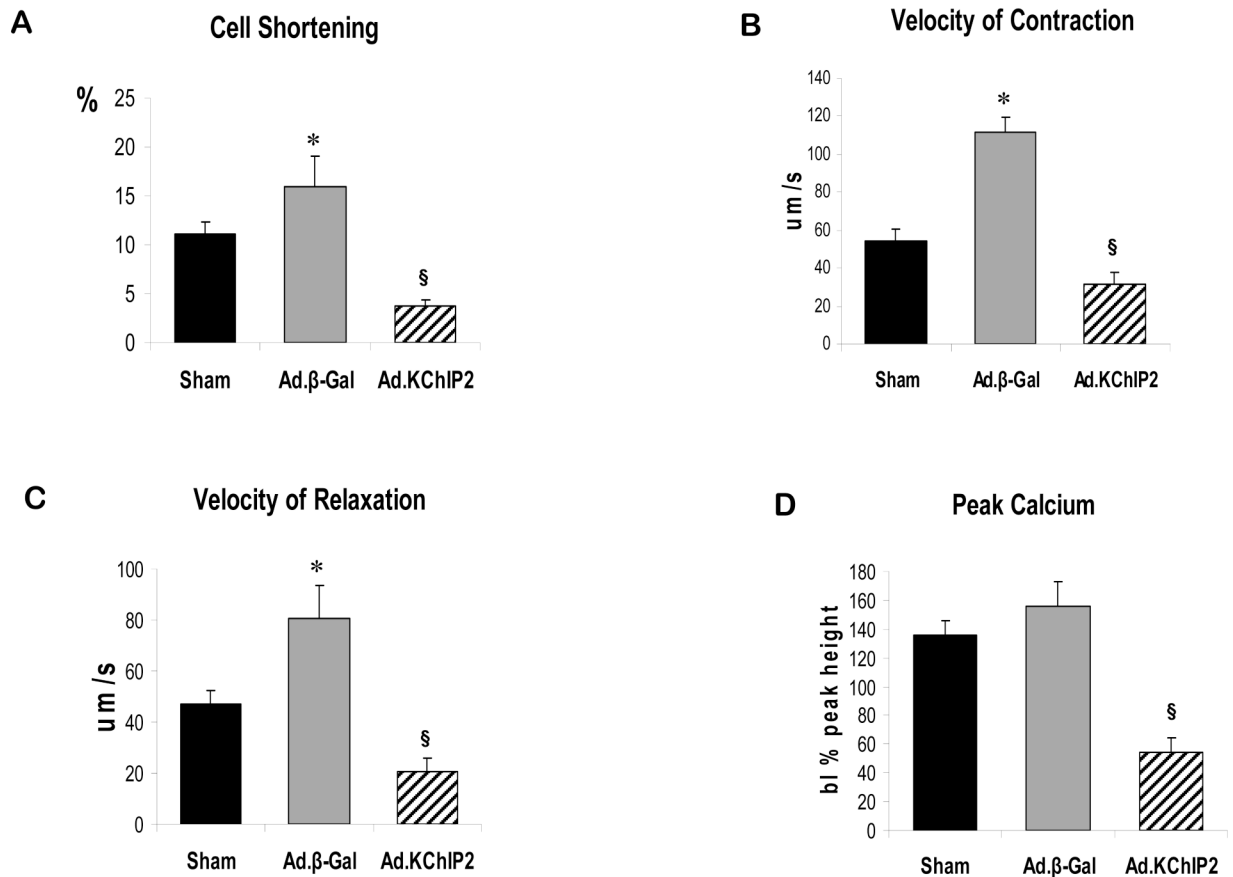 A
Cell Shortening
%
25
20
15
10
5
0
*
§
Sham
Ad.β-Gal
Ad.KChIP2
B
Velocity of Contraction
um/s
140
120
100
80
60
40
20
0
*
§
Sham
Ad.β-Gal
Ad.KChIP2
C
Velocity of Relaxation
um/s
100
80
60
40
20
0
*
§
Sham
Ad.β-Gal
Ad.KChIP2
D
Peak Calcium
bl % peak height
180
160
140
120
100
80
60
40
20
0
§
Sham
Ad.β-Gal
Ad.KChIP2